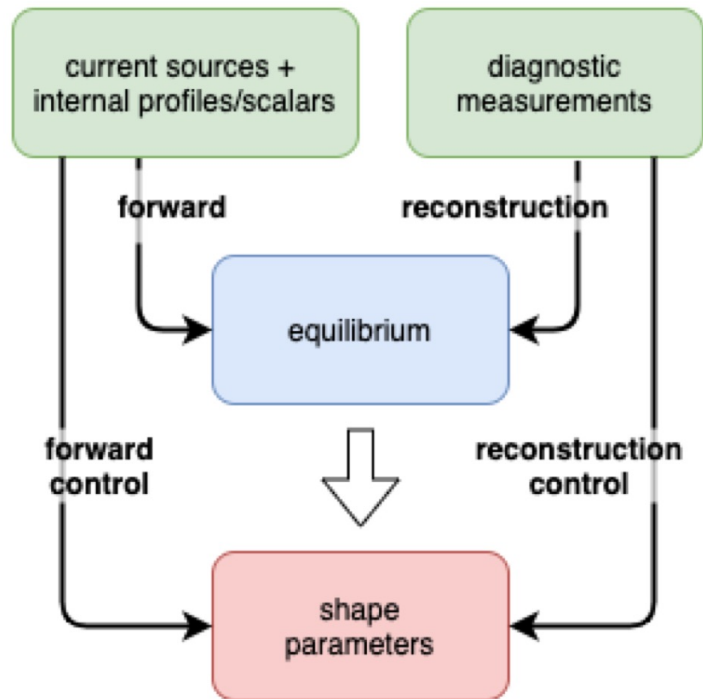 current sources +
internal profiles/scalars
diagnostic
measurements
forward
reconstruction
equilibrium
forward
control
reconstruction
control
shape
parameters